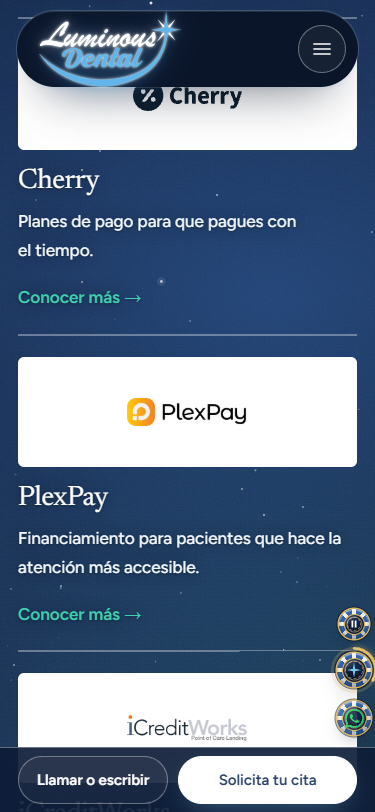 Luminous
Dental
Cherry
Cherry
Planes de pago para que pagues con
el tiempo.
Conocer más →
PlexPay
PlexPay
Financiamiento para pacientes que hace la
atención más accesible.
Conocer más →
iCreditWorks
Point of Care Lending
Llamar o escribir
Solicita tu cita
iCreditWorks